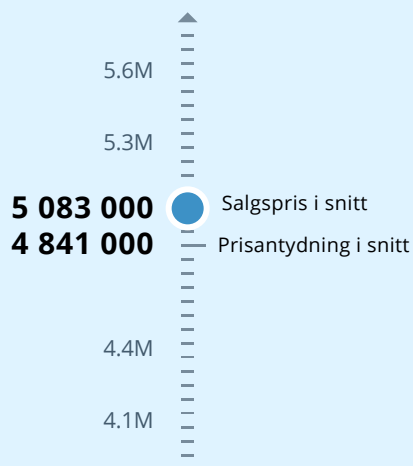 5.6M
5.3M
5 083 000 Salgspris i snitt
4 841 000 Prisantydning i snitt
4.4M
4.1M